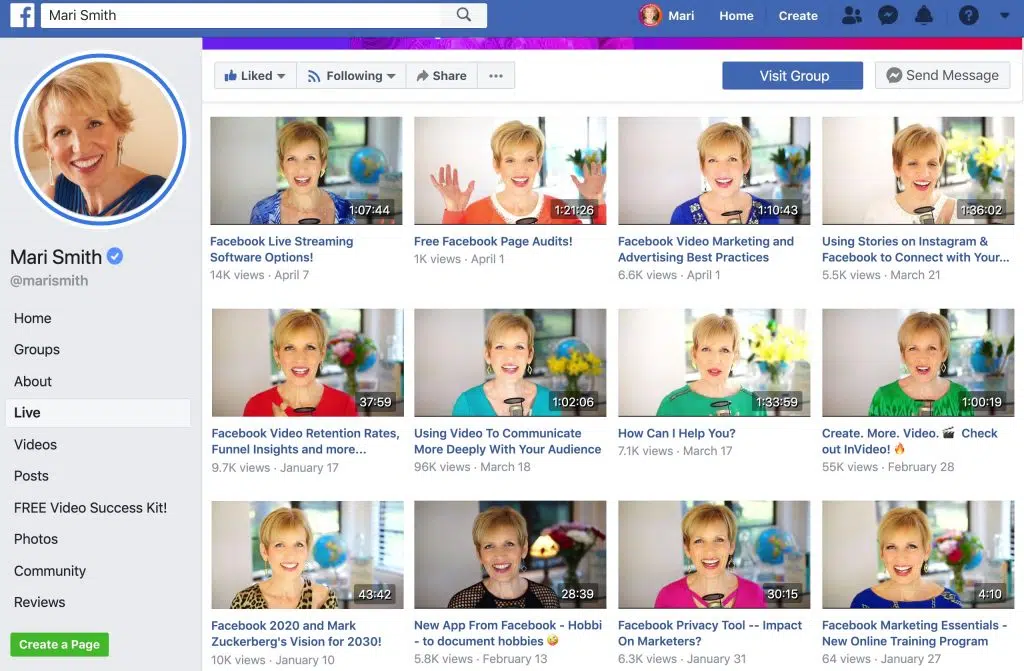 f
Mari Smith
Mari
Home
Create
?
Liked
Following
Share
...
Visit Group
Send Message
Mari Smith
@marismith
Home
Groups
About
Live
Videos
Posts
FREE Video Success Kit!
Photos
Community
Reviews
Create a Page
1:07:44
Facebook Live Streaming
Software Options!
14K views · April 7
1:21:26
Free Facebook Page Audits!
1K views · April 1
1:10:43
Facebook Video Marketing and
Advertising Best Practices
6.6K views · April 1
1:36:02
Using Stories on Instagram &
Facebook to Connect with Your...
5.5K views · March 21
37:59
Facebook Video Retention Rates,
Funnel Insights and more...
9.7K views · January 17
1:02:06
Using Video To Communicate
More Deeply With Your Audience
96K views · March 18
1:33:59
How Can I Help You?
7.1K views · March 17
1:00:19
Create. More. Video. 🎬 Check
out InVideo! 🔥
55K views · February 28
43:42
Facebook 2020 and Mark
Zuckerberg's Vision for 2030!
10K views · January 10
28:39
New App From Facebook - Hobbi
- to document hobbies 🤣
5.8K views · February 13
30:15
Facebook Privacy Tool -- Impact
On Marketers?
6.3K views · January 31
4:10
Facebook Marketing Essentials -
New Online Training Program
64 views · January 27